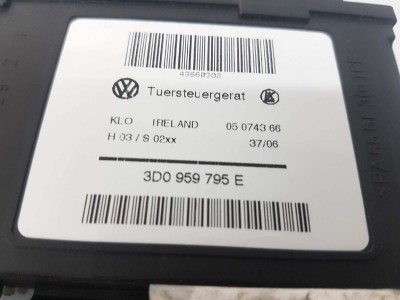 43660302
Tuersteuergerat
KLO IRELAND 05 0743 66
H 03 / S 02xx 37/06
3D0 959 795 E